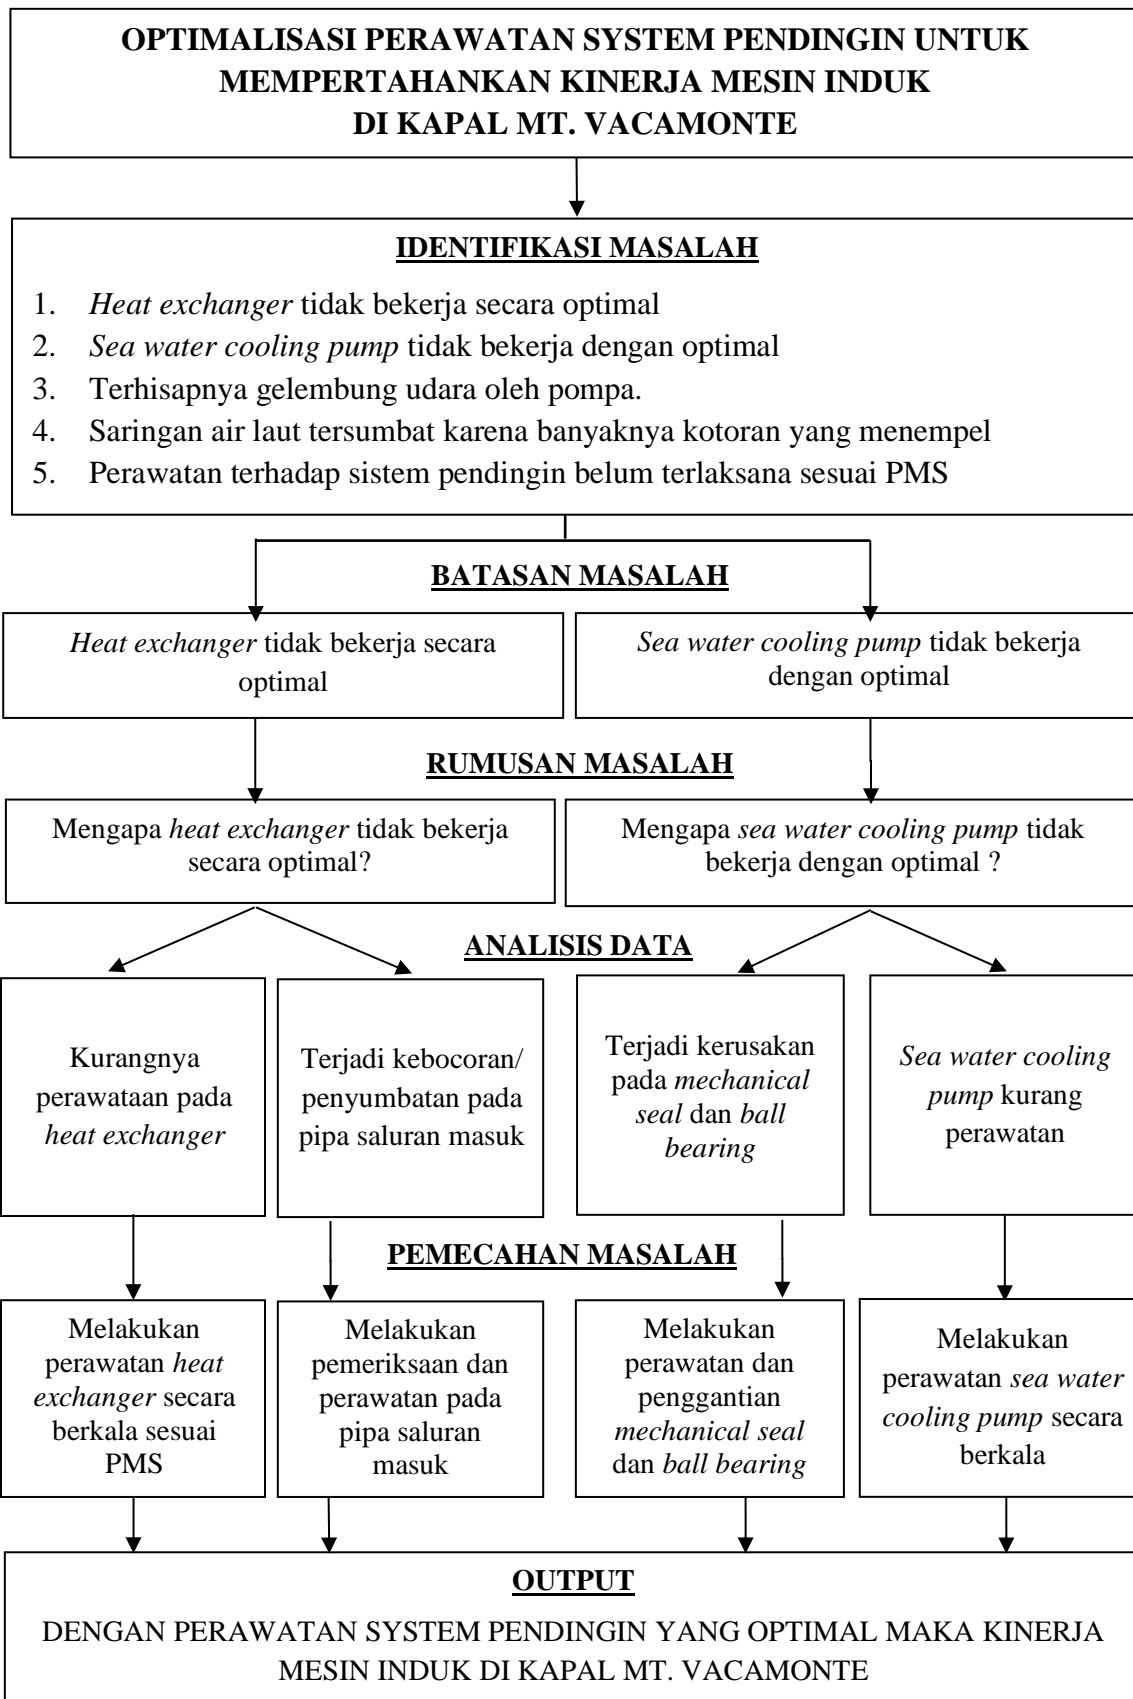 OPTIMALISASI PERAWATAN SYSTEM PENDINGIN UNTUK
MEMPERTAHANKAN KINERJA MESIN INDUK
DI KAPAL MT. VACAMONTE
IDENTIFIKASI MASALAH
1. Heat exchanger tidak bekerja secara optimal
2. Sea water cooling pump tidak bekerja dengan optimal
3. Terhisapnya gelembung udara oleh pompa.
4. Saringan air laut tersumbat karena banyaknya kotoran yang menempel
5. Perawatan terhadap sistem pendingin belum terlaksana sesuai PMS
BATASAN MASALAH
Heat exchanger tidak bekerja secara
optimal
Sea water cooling pump tidak bekerja
dengan optimal
RUMUSAN MASALAH
Mengapa heat exchanger tidak bekerja
secara optimal?
Mengapa sea water cooling pump tidak
bekerja dengan optimal ?
ANALISIS DATA
Kurangnya
perawataan pada
heat exchanger
Terjadi kebocoran/
penyumbatan pada
pipa saluran masuk
Terjadi kerusakan
pada mechanical
seal dan ball
bearing
Sea water cooling
pump kurang
perawatan
PEMECAHAN MASALAH
Melakukan
perawatan heat
exchanger secara
berkala sesuai
PMS
Melakukan
pemeriksaan dan
perawatan pada
pipa saluran
masuk
Melakukan
perawatan dan
penggantian
mechanical seal
dan ball bearing
Melakukan
perawatan sea water
cooling pump secara
berkala
OUTPUT
DENGAN PERAWATAN SYSTEM PENDINGIN YANG OPTIMAL MAKA KINERJA
MESIN INDUK DI KAPAL MT. VACAMONTE